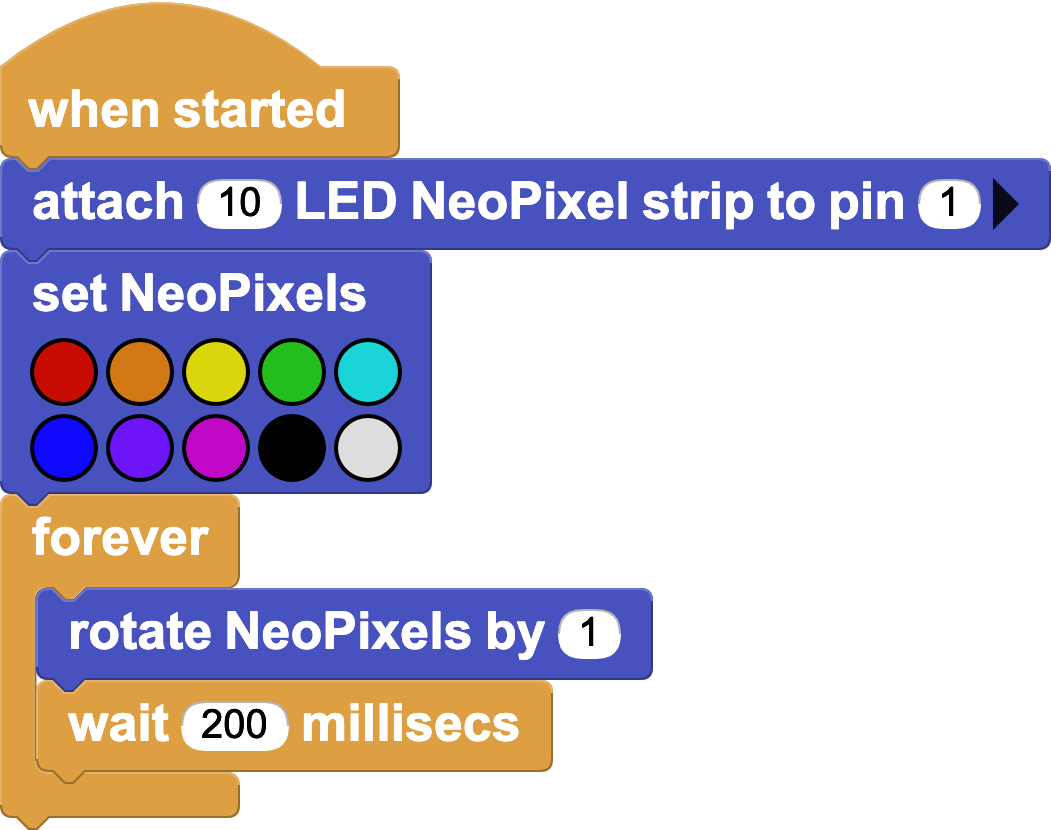 when started
attach 10 LED NeoPixel strip to pin 1
set NeoPixels
forever
rotate NeoPixels by 1
wait 200 millisecs